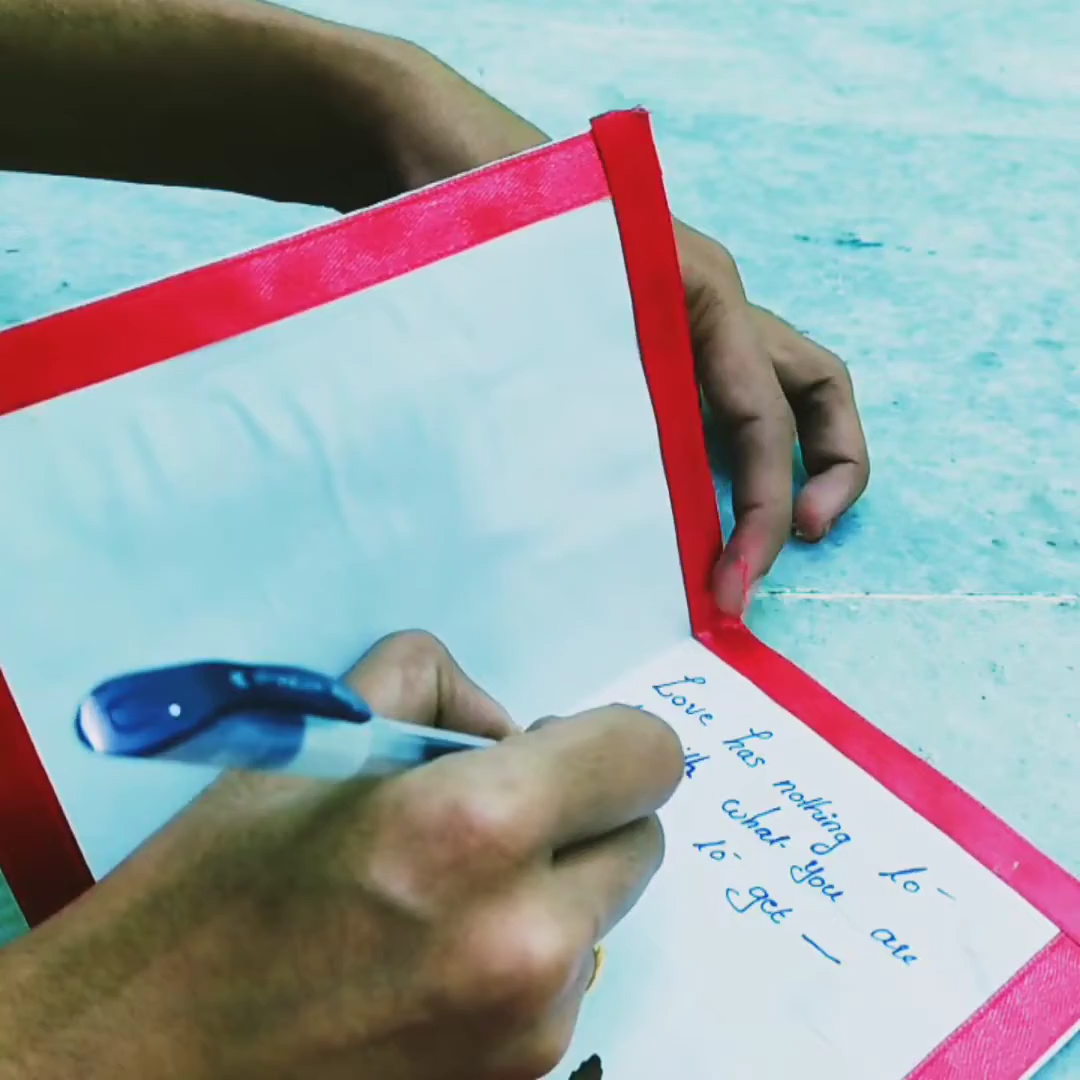 Love has nothing to-
what you are
to- get —